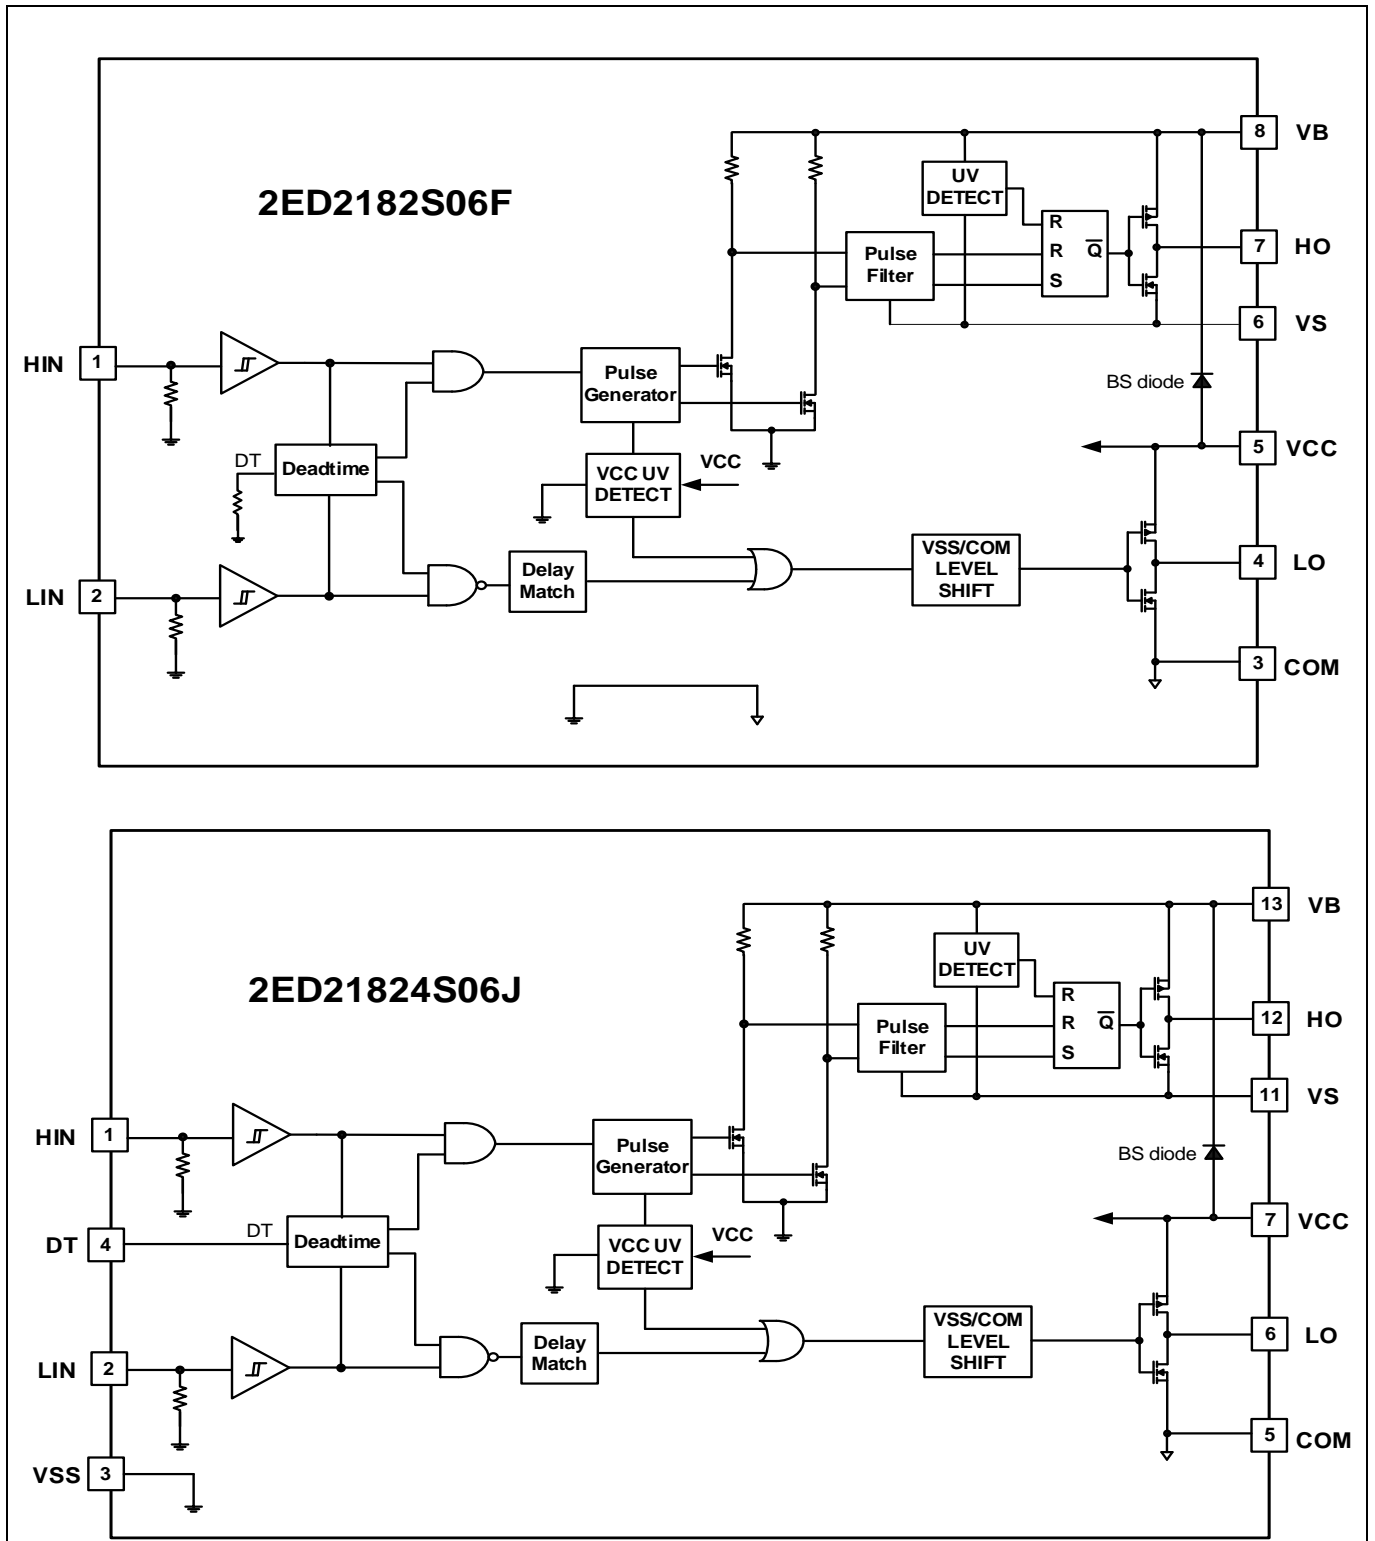 8 VB
UV
DETECT
2ED2182S06F
R
R Q̅
S
7 HO
Pulse
Filter
6 VS
HIN 1
Pulse
Generator
BS diode
DT
Deadtime
VCC UV
DETECT
VCC
5 VCC
LIN 2
Delay
Match
VSS/COM
LEVEL
SHIFT
4 LO
3 COM
13 VB
UV
DETECT
2ED21824S06J
R
R Q̅
S
12 HO
Pulse
Filter
11 VS
HIN 1
Pulse
Generator
BS diode
DT 4
DT
Deadtime
VCC UV
DETECT
VCC
7 VCC
LIN 2
Delay
Match
VSS/COM
LEVEL
SHIFT
6 LO
5 COM
VSS 3